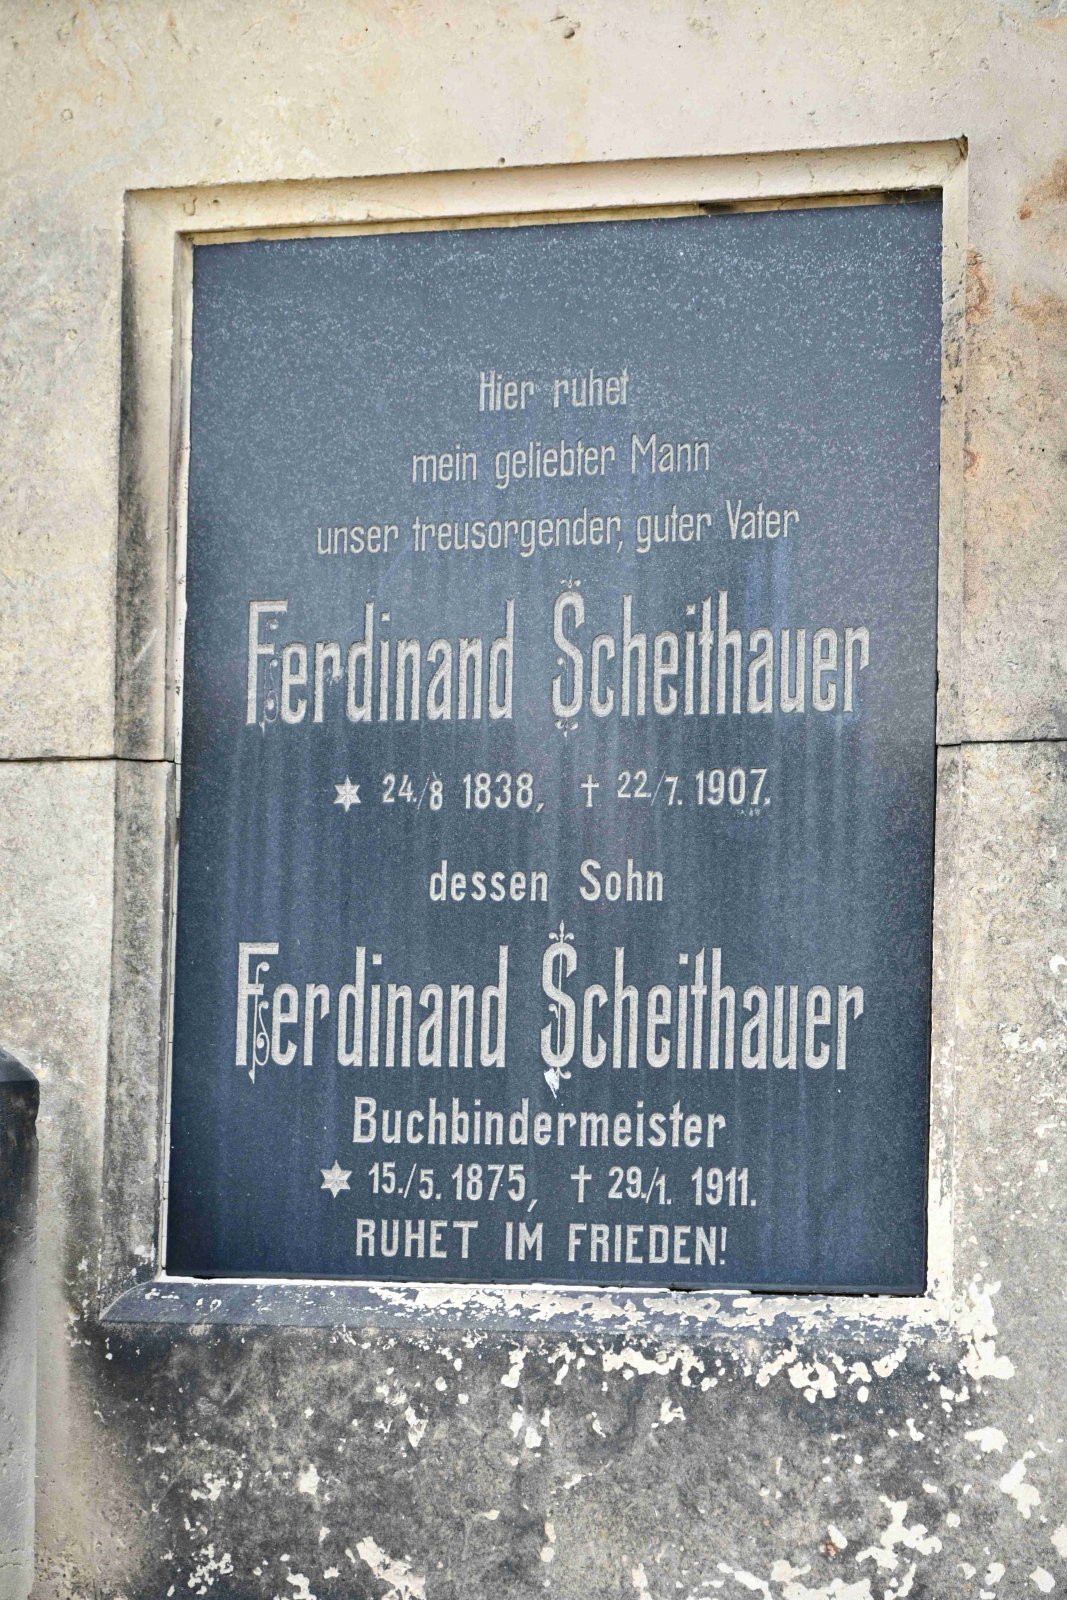 Hier ruhet
mein geliebter Mann
unser treusorgender, guter Vater
Ferdinand Scheithauer
* 24./8 1838, † 22./7. 1907.
dessen Sohn
Ferdinand Scheithauer
Buchbindermeister
* 15./5. 1875, † 29./1. 1911.
RUHET IM FRIEDEN!